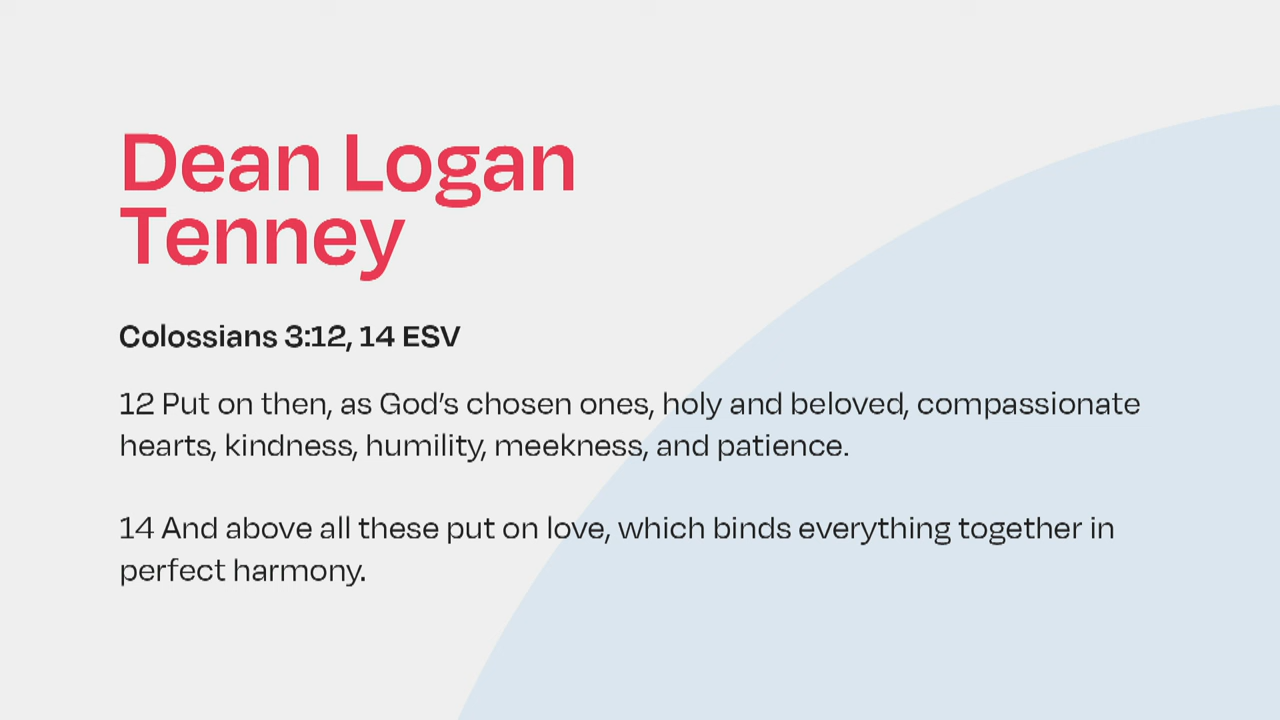 Dean Logan
Tenney
Colossians 3:12, 14 ESV
12 Put on then, as God’s chosen ones, holy and beloved, compassionate
hearts, kindness, humility, meekness, and patience.
14 And above all these put on love, which binds everything together in
perfect harmony.